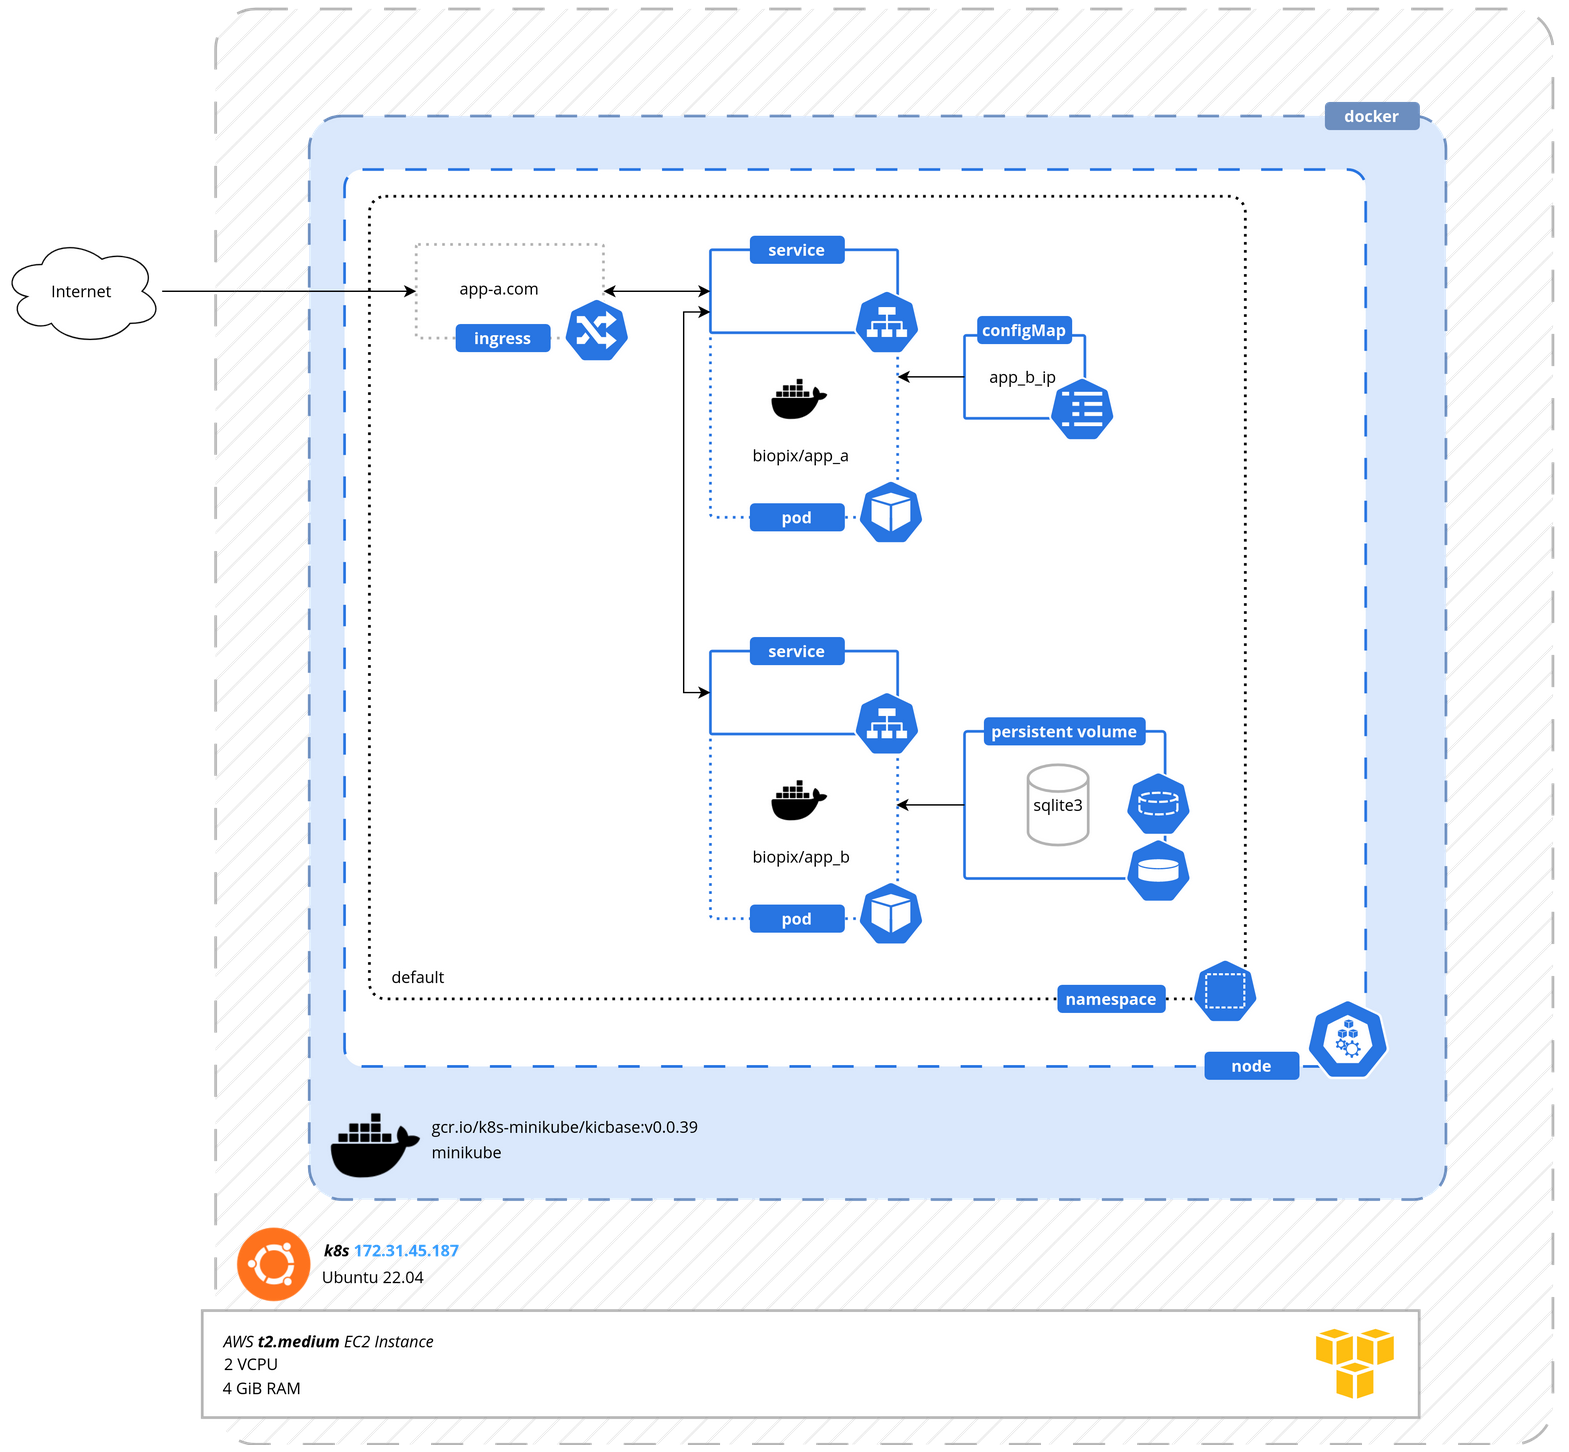 docker
service
Internet
app-a.com
ingress
configMap
app_b_ip
biopix/app_a
pod
service
persistent volume
sqlite3
biopix/app_b
pod
default
namespace
node
gcr.io/k8s-minikube/kicbase:v0.0.39
minikube
k8s 172.31.45.187
Ubuntu 22.04
AWS t2.medium EC2 Instance
2 VCPU
4 GiB RAM